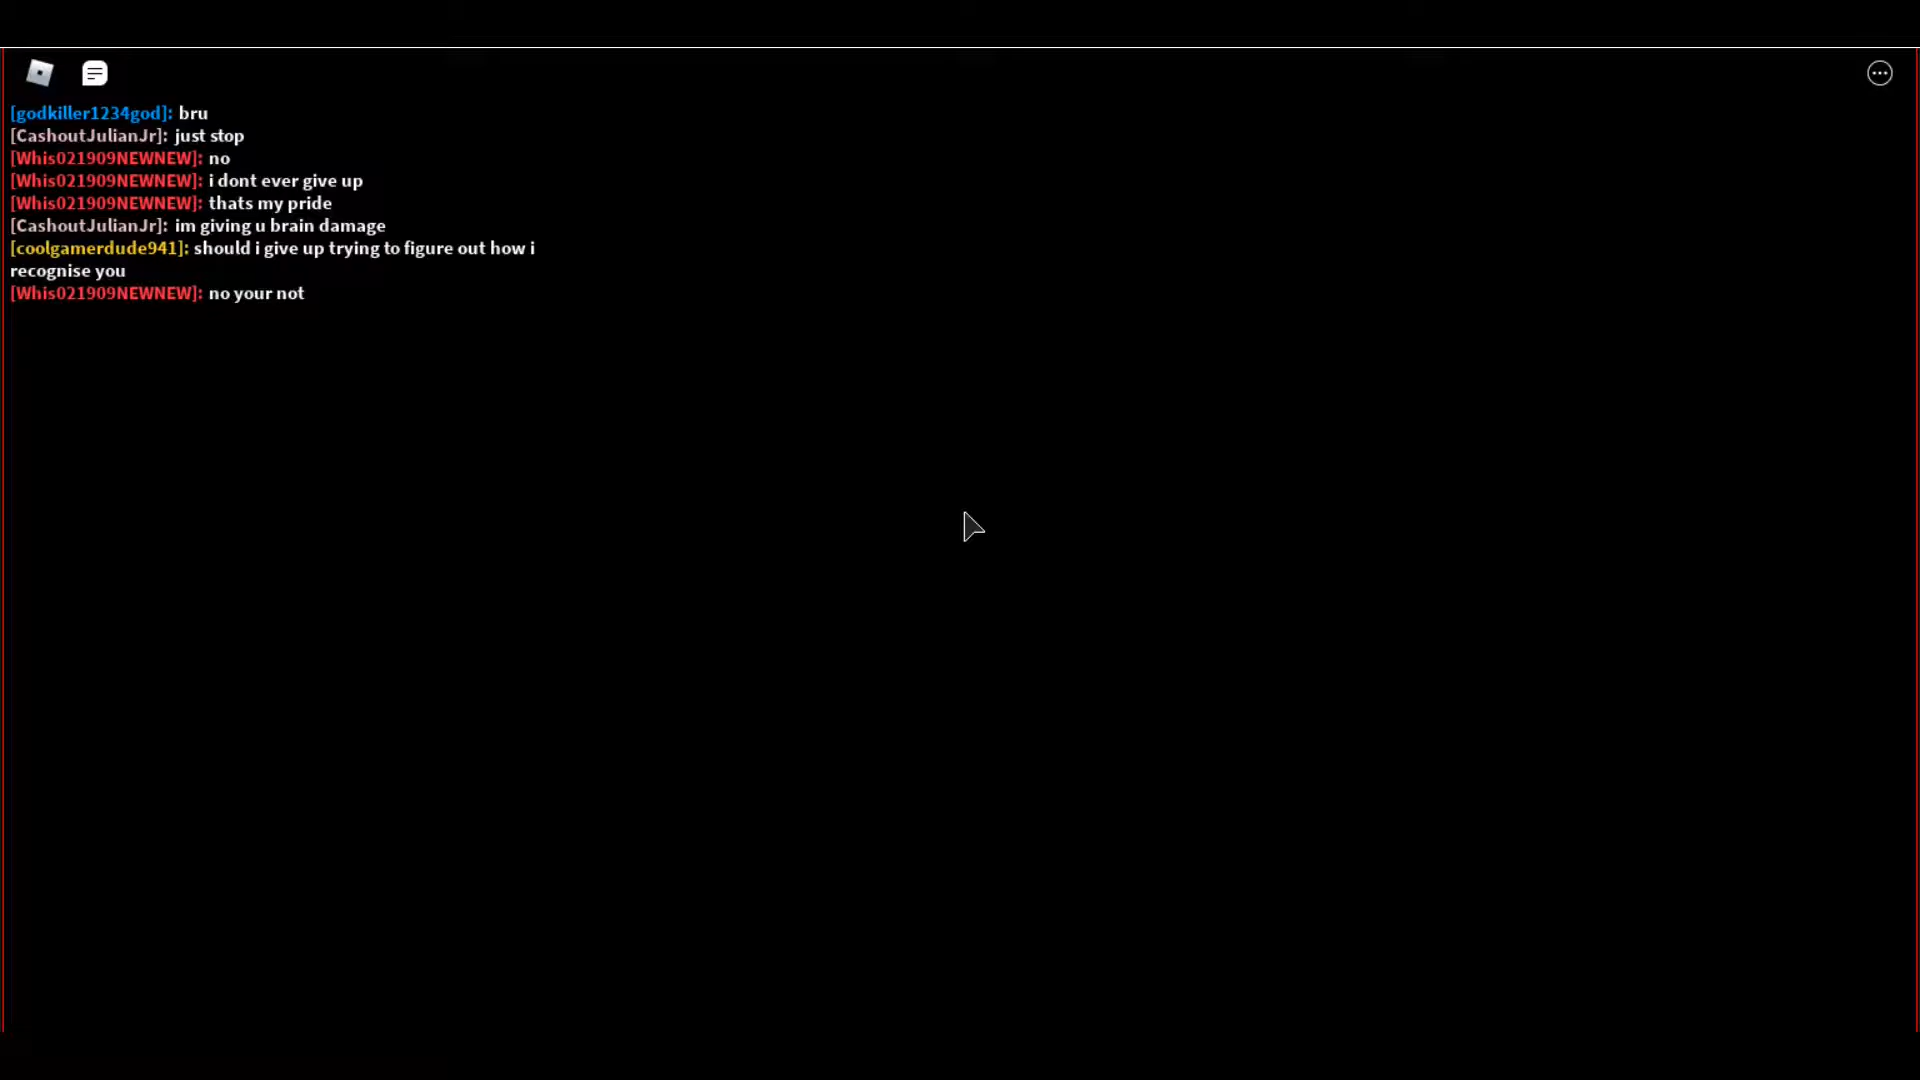 [godkiller1234god]: bru
[CashoutJulianJr]: just stop
[Whis021909NEWNEW]: no
[Whis021909NEWNEW]: i dont ever give up
[Whis021909NEWNEW]: thats my pride
[CashoutJulianJr]: im giving u brain damage
[coolgamerdude941]: should i give up trying to figure out how i
recognise you
[Whis021909NEWNEW]: no your not